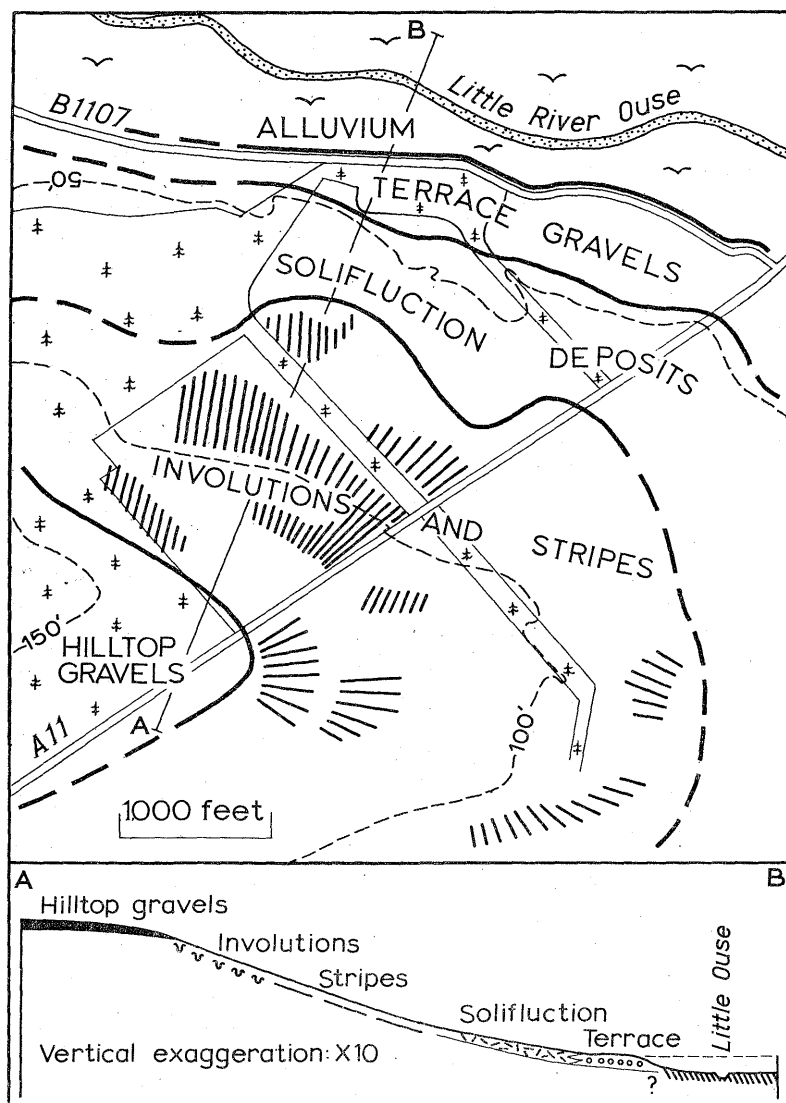 B
Little River Ouse
B1107
ALLUVIUM
50'
TERRACE GRAVELS
SOLIFLUCTION
DEPOSITS
INVOLUTIONS
AND STRIPES
150'
HILLTOP
GRAVELS
A
A11
100'
1000 feet
A
B
Hilltop gravels
Involutions
Stripes
Solifluction
Terrace
Little Ouse
Vertical exaggeration: X10
?